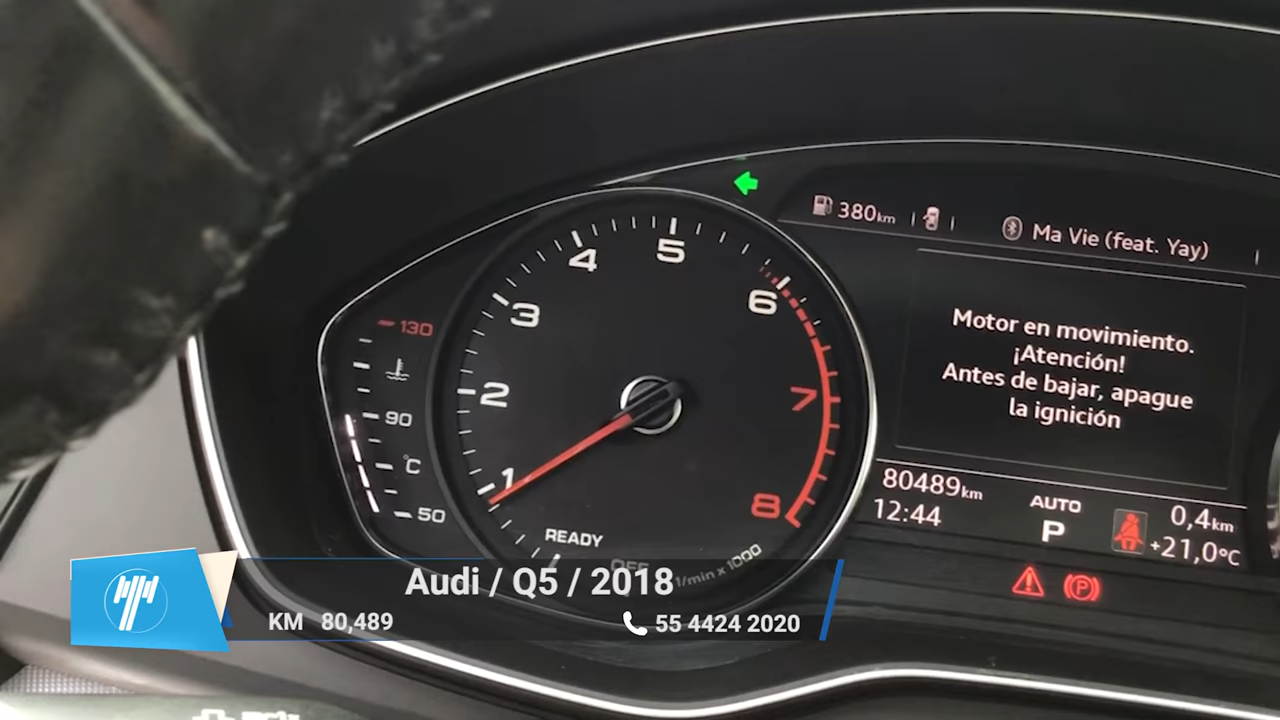 380km
Ma Vie (feat. Yay)
Motor en movimiento.
¡Atención!
Antes de bajar, apague
la ignición
80489km
12:44
AUTO
P
0,4km
+21,0°C
130
90
°C
50
1
2
3
4
5
6
7
8
READY
OFF
1/min x 1000
(P)
Audi / Q5 / 2018
KM 80,489
55 4424 2020